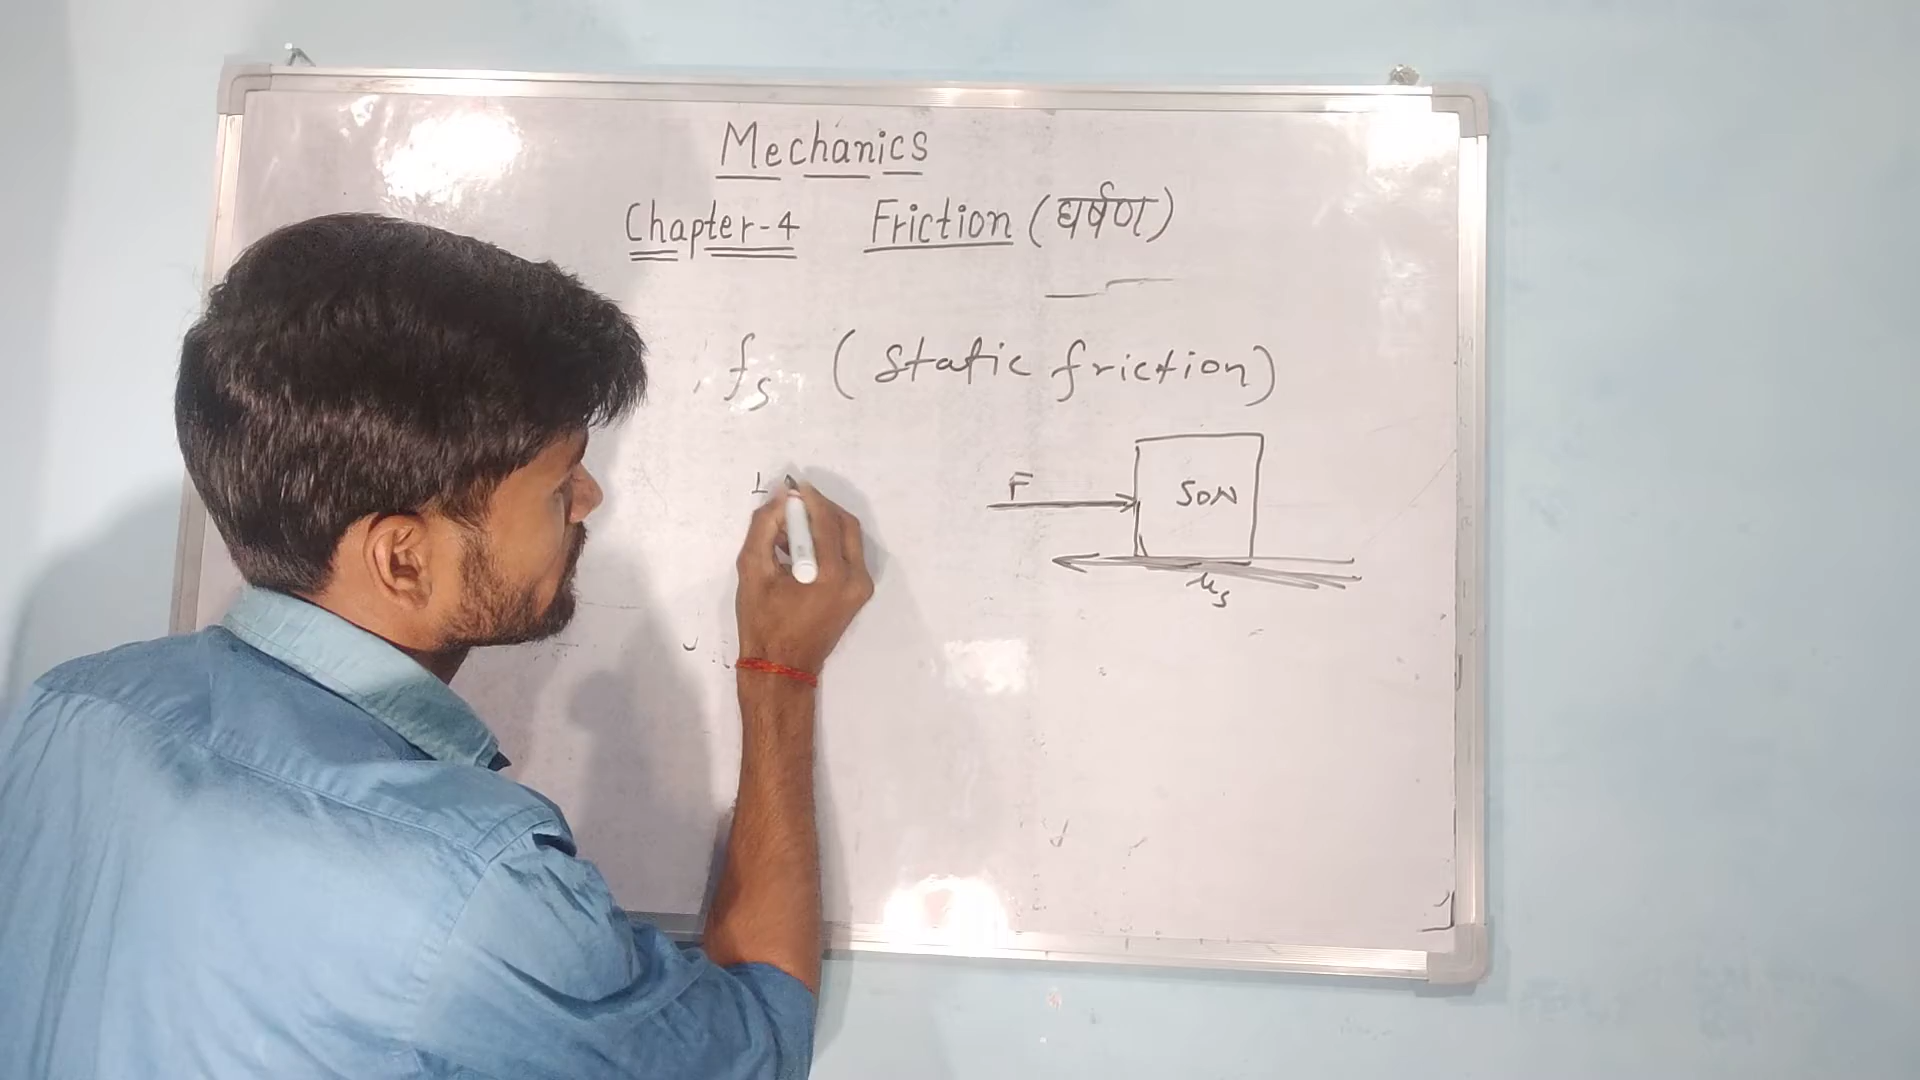 Mechanics
Chapter-4 Friction (घर्षण)
fs (Static friction)
F
50N
μs